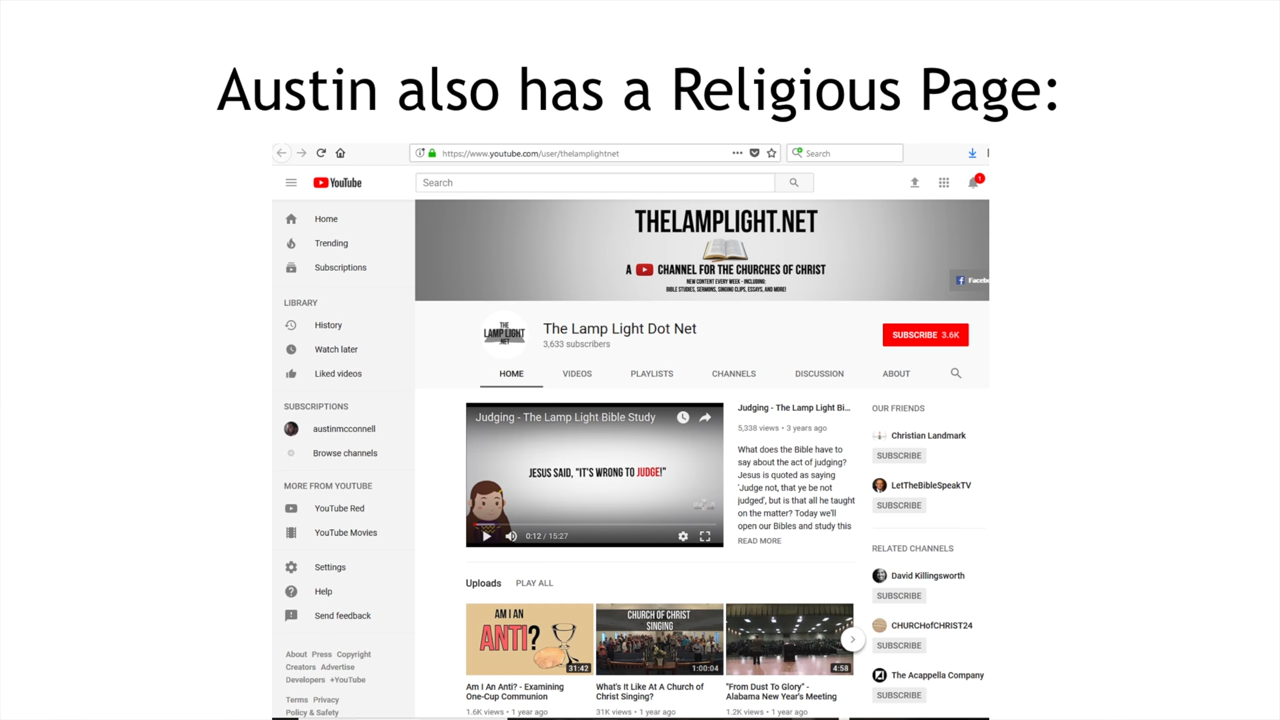 Austin also has a Religious Page:
https://www.youtube.com/user/thelamplightnet
Search
YouTube
Search
1
Home
Trending
Subscriptions
LIBRARY
History
Watch later
Liked videos
SUBSCRIPTIONS
austinmcconnell
Browse channels
MORE FROM YOUTUBE
YouTube Red
YouTube Movies
Settings
Help
Send feedback
About Press Copyright
Creators Advertise
Developers +YouTube
Terms Privacy
Policy & Safety
THELAMPLIGHT.NET
A CHANNEL FOR THE CHURCHES OF CHRIST
NEW CONTENT EVERY WEEK - INCLUDING:
BIBLE STUDIES, SERMONS, SINGING CLIPS, ESSAYS, AND MORE!
f Faceb
THE
LAMP LIGHT
.NET
The Lamp Light Dot Net
3,633 subscribers
SUBSCRIBE 3.6K
HOME VIDEOS PLAYLISTS CHANNELS DISCUSSION ABOUT
Judging - The Lamp Light Bible Study
JESUS SAID, "IT'S WRONG TO JUDGE!"
0:12 / 15:27
Judging - The Lamp Light Bi...
5,338 views • 3 years ago
What does the Bible have to
say about the act of judging?
Jesus is quoted as saying
'Judge not, that ye be not
judged', but is that all he taught
on the matter? Today we'll
open our Bibles and study this
READ MORE
OUR FRIENDS
Christian Landmark
SUBSCRIBE
LetTheBibleSpeakTV
SUBSCRIBE
RELATED CHANNELS
David Killingsworth
SUBSCRIBE
CHURCHofCHRIST24
SUBSCRIBE
The Acappella Company
SUBSCRIBE
Uploads PLAY ALL
AM I AN
ANTI?
31:42
Am I An Anti? - Examining
One-Cup Communion
1.6K views • 1 year ago
CHURCH OF CHRIST
SINGING
1:00:04
What's It Like At A Church of
Christ Singing?
31K views • 1 year ago
4:58
"From Dust To Glory" -
Alabama New Year's Meeting
1.2K views • 1 year ago